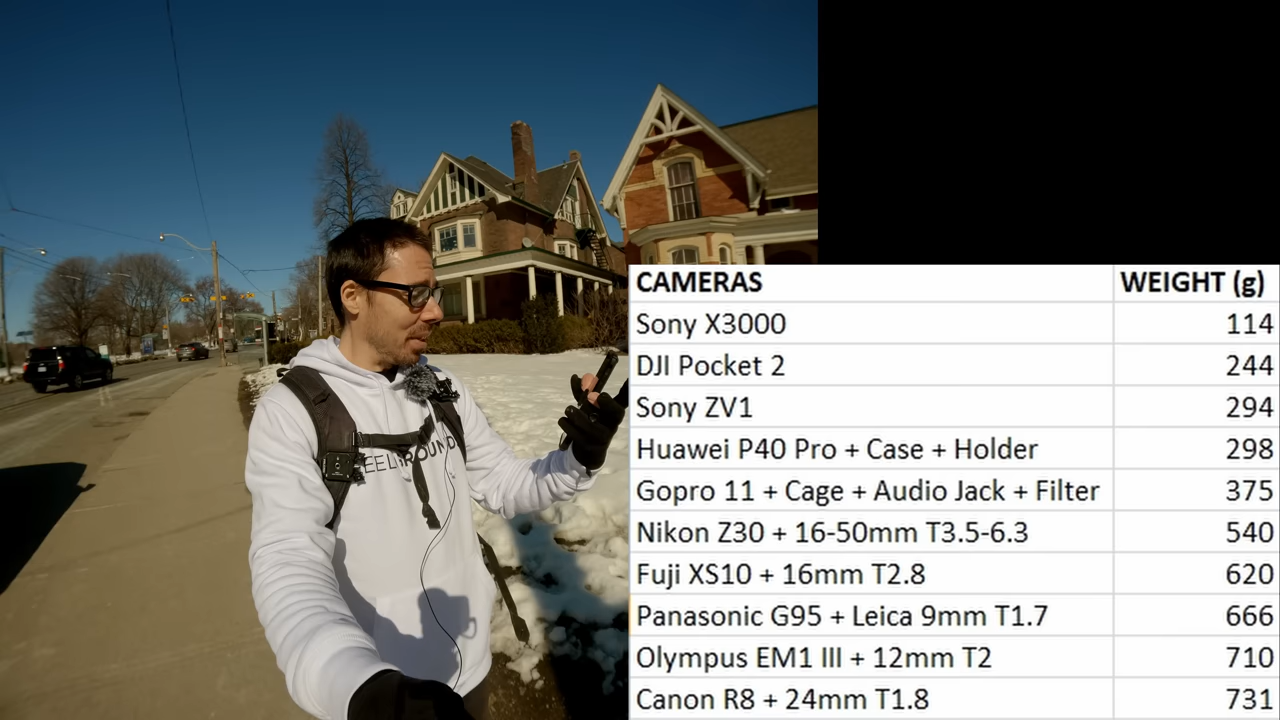 CAMERAS WEIGHT (g)
Sony X3000 114
DJI Pocket 2 244
Sony ZV1 294
Huawei P40 Pro + Case + Holder 298
Gopro 11 + Cage + Audio Jack + Filter 375
Nikon Z30 + 16-50mm T3.5-6.3 540
Fuji XS10 + 16mm T2.8 620
Panasonic G95 + Leica 9mm T1.7 666
Olympus EM1 III + 12mm T2 710
Canon R8 + 24mm T1.8 731